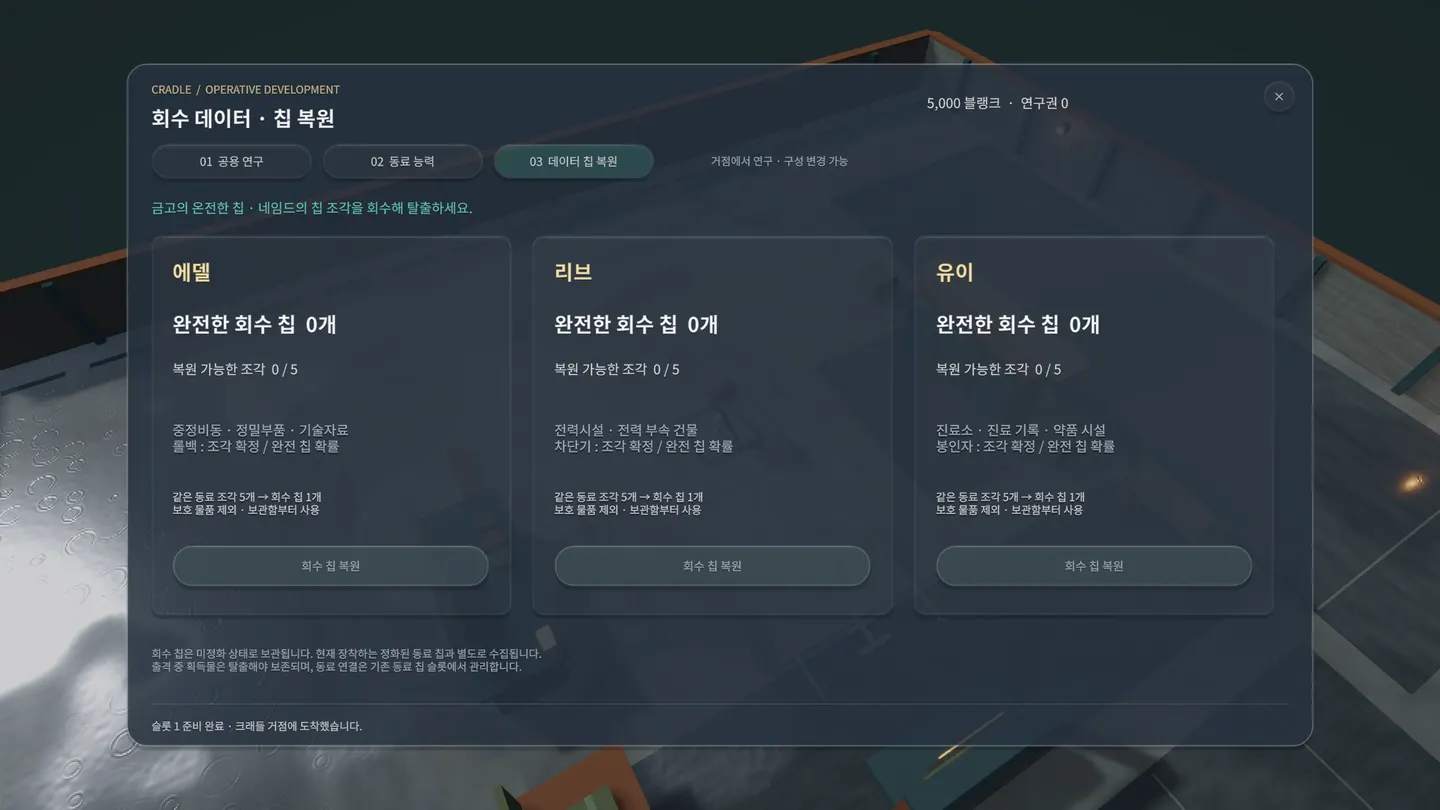 CRADLE / OPERATIVE DEVELOPMENT
회수 데이터 · 칩 복원
5,000 블랭크 · 연구권 0
×
01 공용 연구
02 동료 능력
03 데이터 칩 복원
거점에서 연구 · 구성 변경 가능
금고의 온전한 칩 · 네임드의 칩 조각을 회수해 탈출하세요.
에델
완전한 회수 칩 0개
복원 가능한 조각 0 / 5
중정비동 · 정밀부품 · 기술자료
롤백 : 조각 확정 / 완전 칩 확률
같은 동료 조각 5개 → 회수 칩 1개
보호 물품 제외 · 보관함부터 사용
회수 칩 복원
리브
완전한 회수 칩 0개
복원 가능한 조각 0 / 5
전력시설 · 전력 부속 건물
차단기 : 조각 확정 / 완전 칩 확률
같은 동료 조각 5개 → 회수 칩 1개
보호 물품 제외 · 보관함부터 사용
회수 칩 복원
유이
완전한 회수 칩 0개
복원 가능한 조각 0 / 5
진료소 · 진료 기록 · 약품 시설
봉인자 : 조각 확정 / 완전 칩 확률
같은 동료 조각 5개 → 회수 칩 1개
보호 물품 제외 · 보관함부터 사용
회수 칩 복원
회수 칩은 미정화 상태로 보관됩니다. 현재 장착하는 정화된 동료 칩과 별도로 수집됩니다.
출격 중 획득물은 탈출해야 보존되며, 동료 연결은 기존 동료 칩 슬롯에서 관리합니다.
슬롯 1 준비 완료 · 크래들 거점에 도착했습니다.